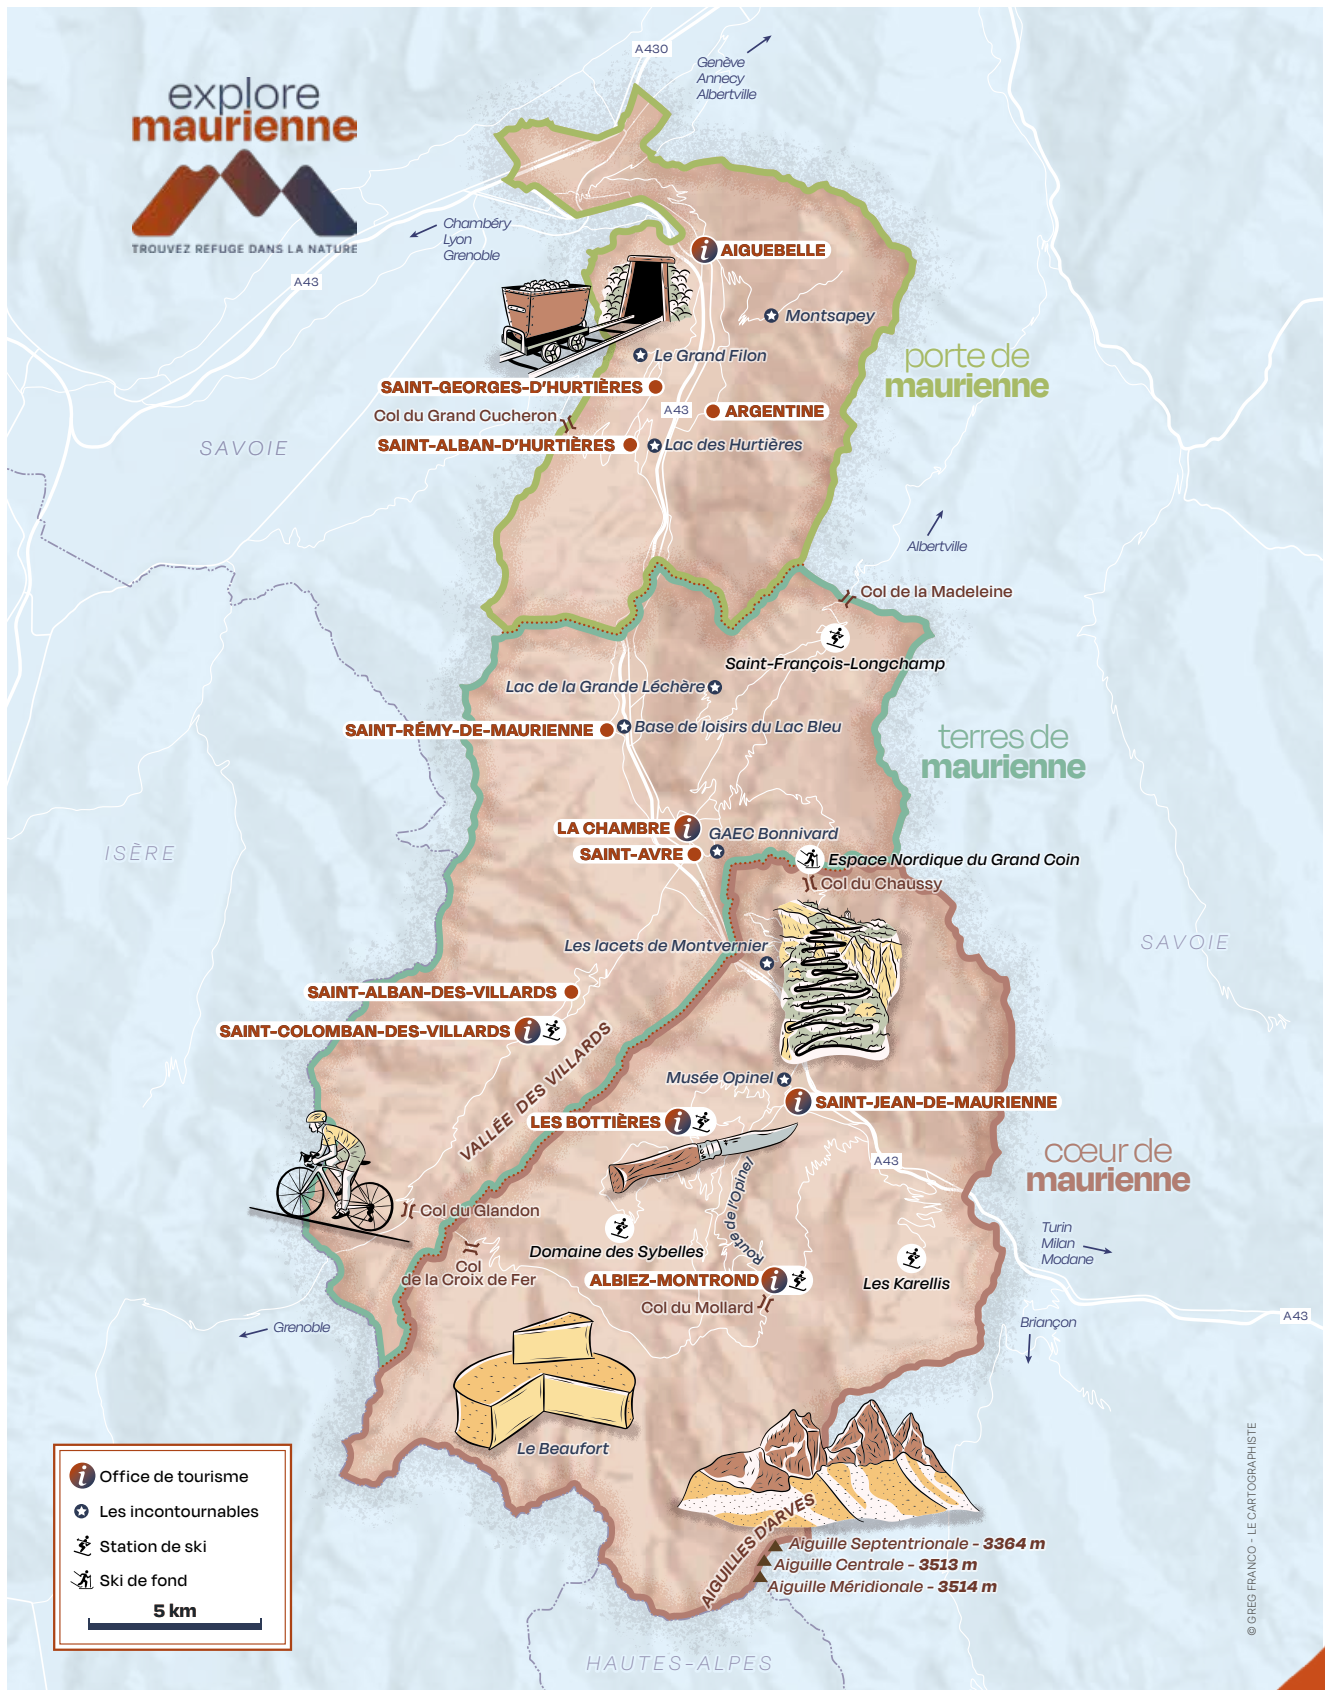 A430
Genève
Annecy
Albertville
explore
maurienne
TROUVEZ REFUGE DANS LA NATURE
Chambéry
Lyon
Grenoble
A43
AIGUEBELLE
Montsapey
Le Grand Filon
porte de
maurienne
SAINT-GEORGES-D'HURTIÈRES
Col du Grand Cucheron
A43
ARGENTINE
SAINT-ALBAN-D'HURTIÈRES
Lac des Hurtières
SAVOIE
Albertville
Col de la Madeleine
Saint-François-Longchamp
Lac de la Grande Léchère
SAINT-RÉMY-DE-MAURIENNE
Base de loisirs du Lac Bleu
terres de
maurienne
LA CHAMBRE
GAEC Bonnivard
SAINT-AVRE
ISÈRE
Espace Nordique du Grand Coin
Col du Chaussy
Les lacets de Montvernier
SAVOIE
SAINT-ALBAN-DES-VILLARDS
SAINT-COLOMBAN-DES-VILLARDS
VALLÉE DES VILLARDS
Musée Opinel
SAINT-JEAN-DE-MAURIENNE
LES BOTTIÈRES
A43
cœur de
maurienne
Route de l'Opinel
Col du Glandon
Turin
Milan
Modane
Domaine des Sybelles
Col
de la Croix de Fer
ALBIEZ-MONTROND
Les Karellis
Col du Mollard
A43
Grenoble
Briançon
Le Beaufort
AIGUILLES D'ARVES
Aiguille Septentrionale - 3364 m
Aiguille Centrale - 3513 m
Aiguille Méridionale - 3514 m
Office de tourisme
Les incontournables
Station de ski
Ski de fond
5 km
HAUTES-ALPES
© GREG FRANCO - LE CARTOGRAPHISTE